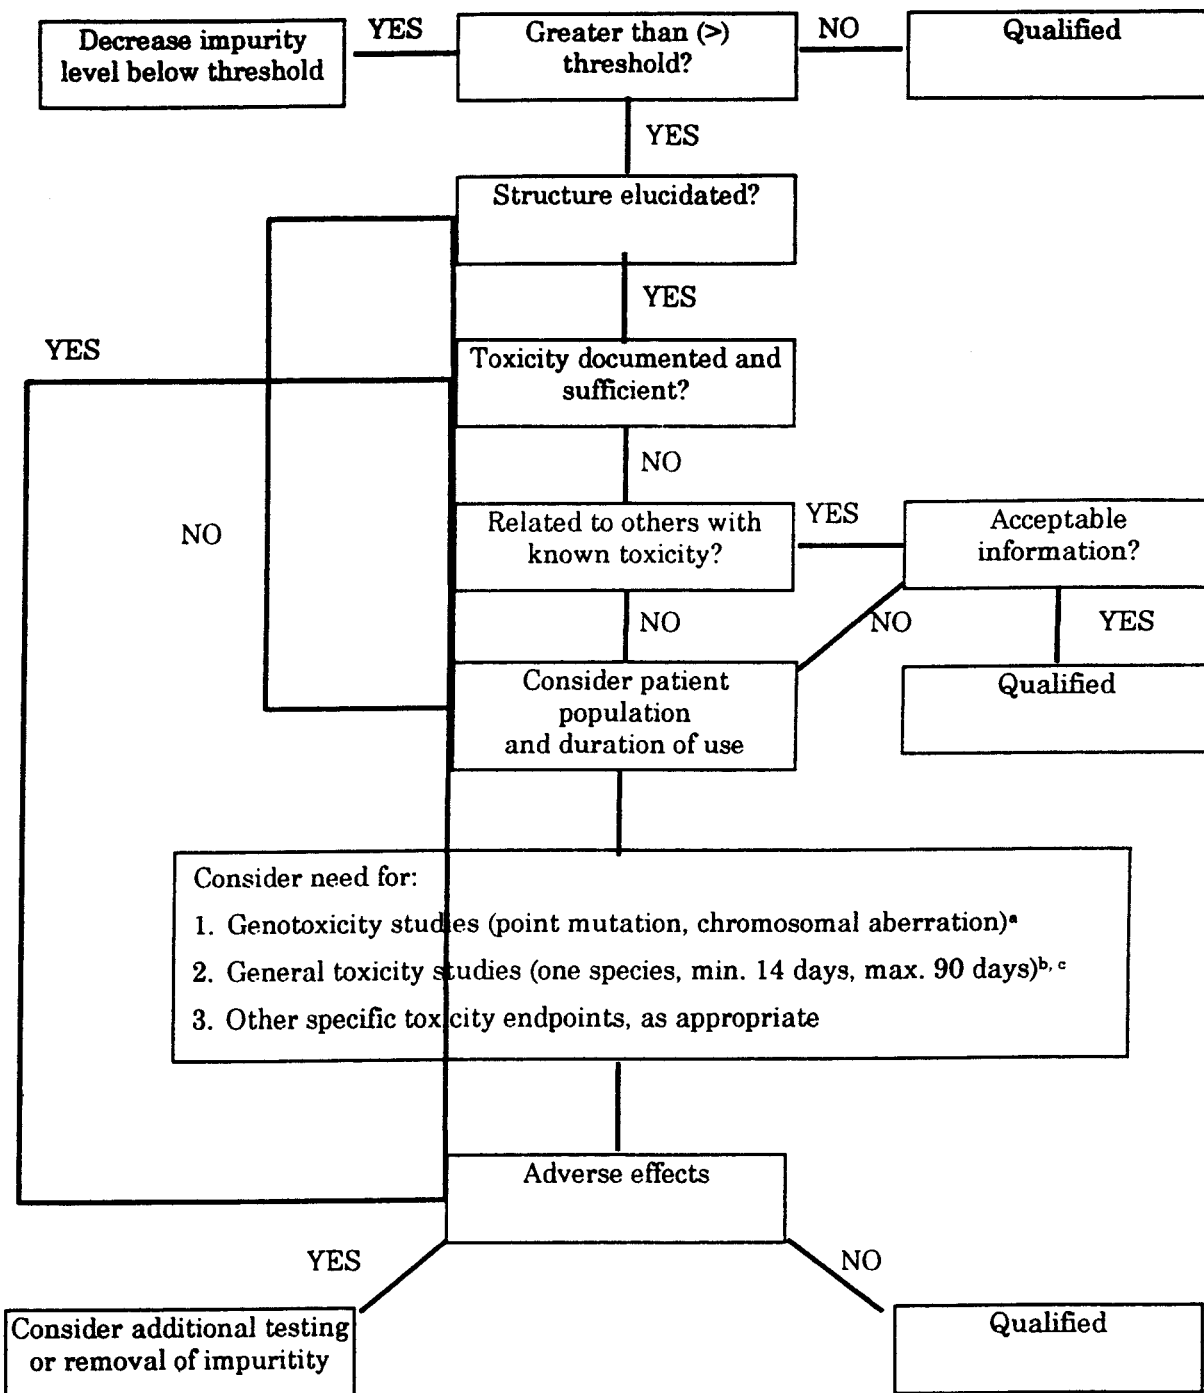 Decrease impurity
level below threshold
YES
Greater than (>)
threshold?
NO
Qualified
YES
Structure elucidated?
YES
YES
Toxicity documented and
sufficient?
NO
NO
Related to others with
known toxicity?
YES
Acceptable
information?
NO
NO
YES
Consider patient
population
and duration of use
Qualified
Consider need for:
1. Genotoxicity studies (point mutation, chromosomal aberration)a
2. General toxicity studies (one species, min. 14 days, max. 90 days)b, c
3. Other specific toxicity endpoints, as appropriate
Adverse effects
YES
NO
Consider additional testing
or removal of impuritity
Qualified